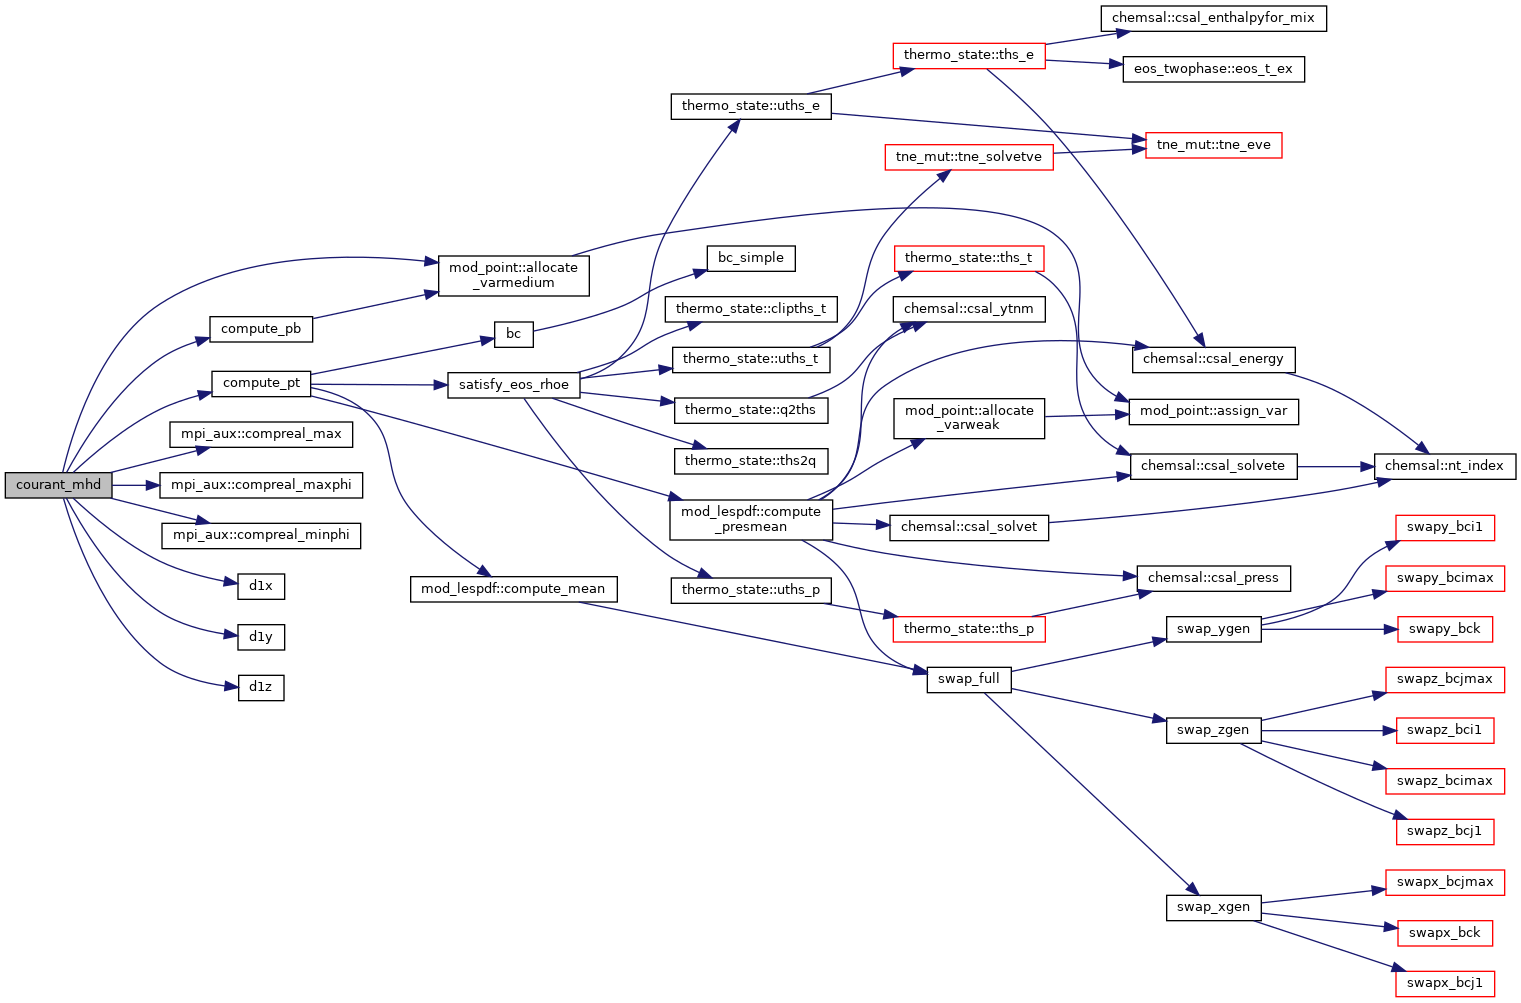 chemsal::csal_enthalpyfor_mix
thermo_state::ths_e
eos_twophase::eos_t_ex
thermo_state::uths_e
tne_mut::tne_eve
tne_mut::tne_solvetve
bc_simple
thermo_state::ths_t
mod_point::allocate
_varmedium
thermo_state::clipths_t
chemsal::csal_ytnm
compute_pb
bc
thermo_state::uths_t
chemsal::csal_energy
compute_pt
satisfy_eos_rhoe
thermo_state::q2ths
mod_point::allocate
_varweak
mod_point::assign_var
mpi_aux::compreal_max
thermo_state::ths2q
chemsal::csal_solvete
chemsal::nt_index
courant_mhd
mpi_aux::compreal_maxphi
mod_lespdf::compute
_presmean
chemsal::csal_solvet
swapy_bci1
mpi_aux::compreal_minphi
d1x
mod_lespdf::compute_mean
thermo_state::uths_p
chemsal::csal_press
swapy_bcimax
d1y
thermo_state::ths_p
swap_ygen
swapy_bck
d1z
swap_full
swapz_bcjmax
swap_zgen
swapz_bci1
swapz_bcimax
swapz_bcj1
swapx_bcjmax
swap_xgen
swapx_bck
swapx_bcj1